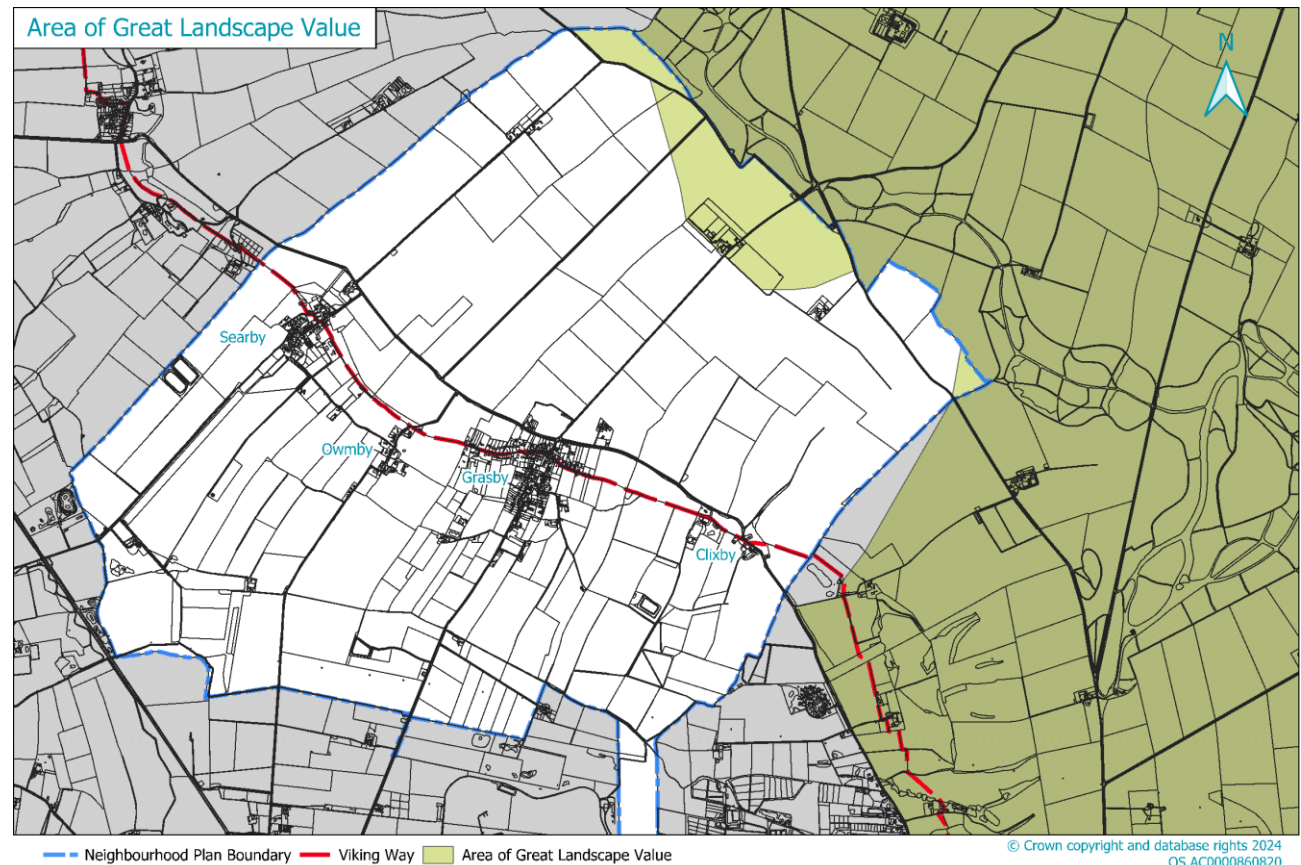 Area of Great Landscape Value
N
Searby
Owmby
Grasby
Clixby
Neighbourhood Plan Boundary
Viking Way
Area of Great Landscape Value
© Crown copyright and database rights 2024
OS AC0000860820